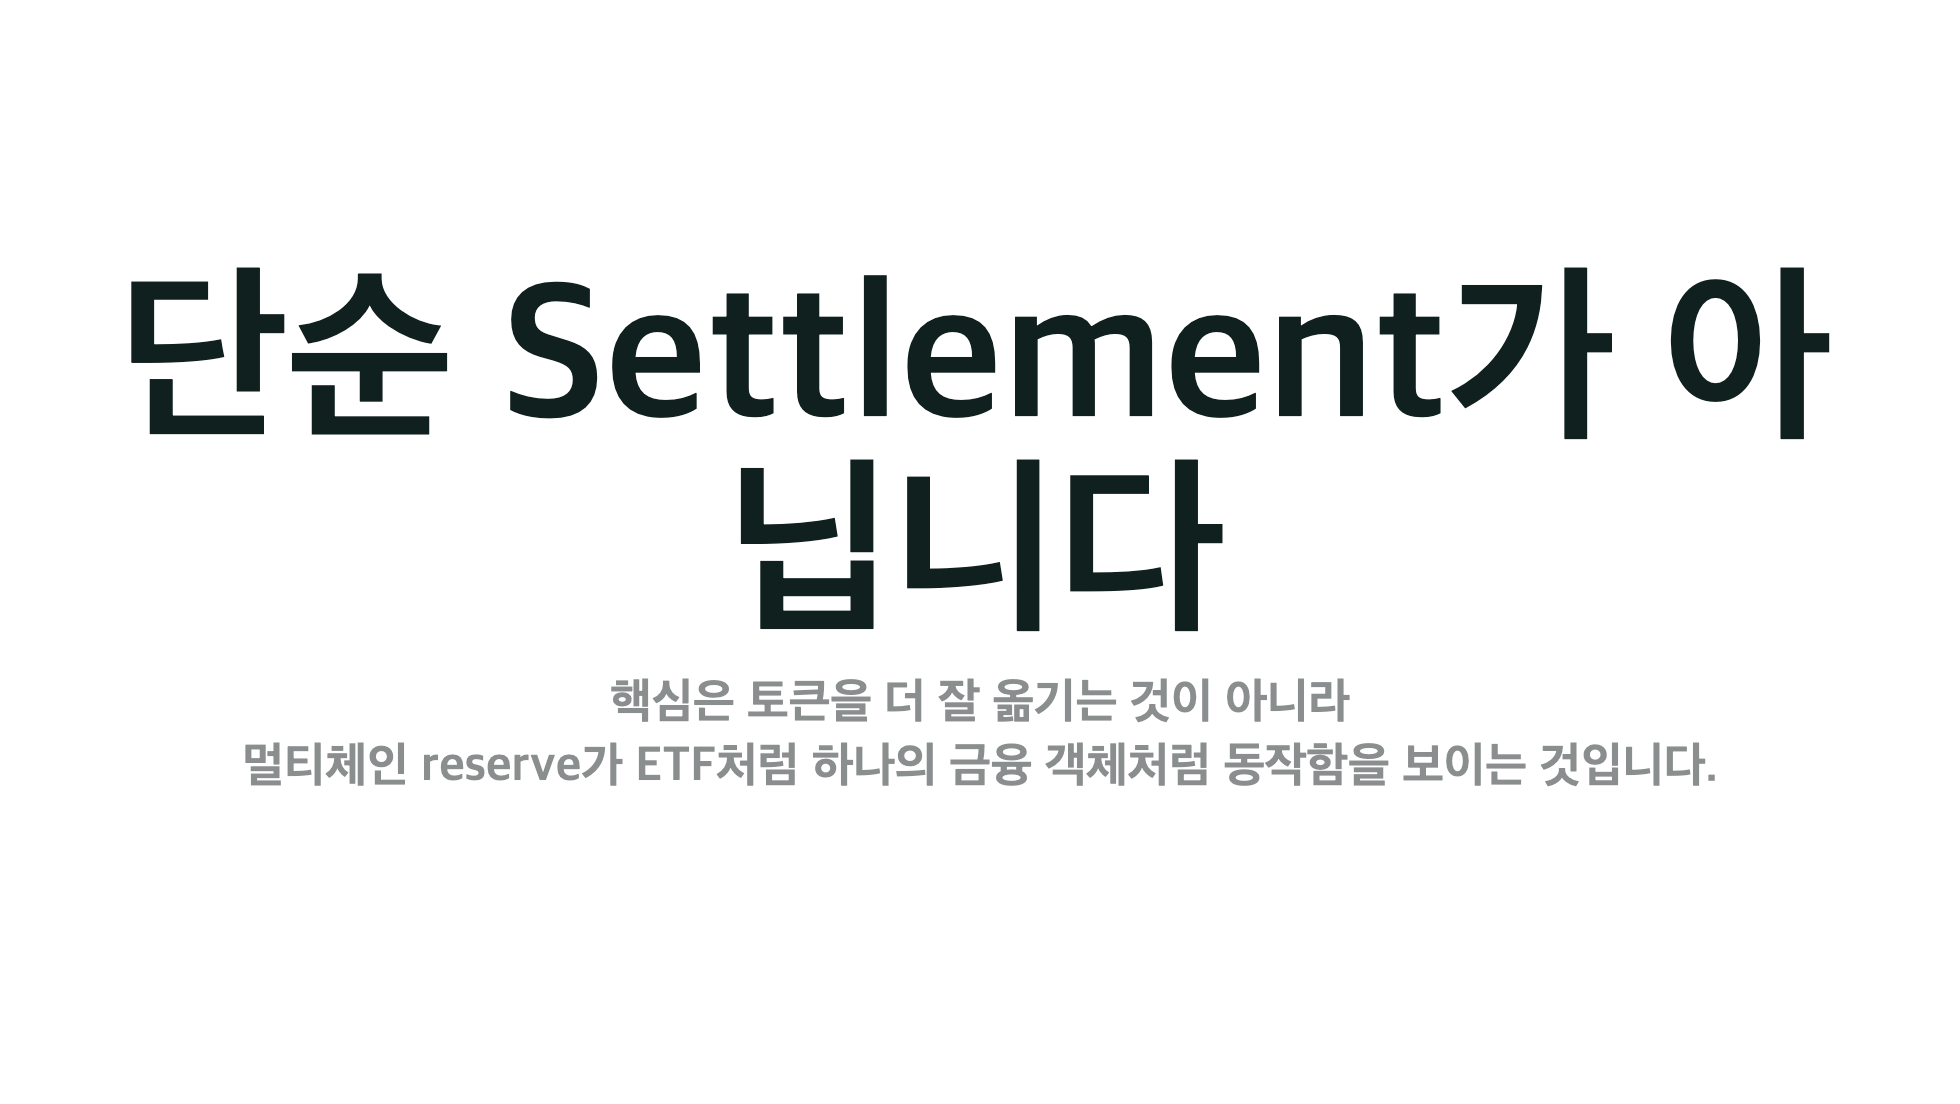 단순 Settlement가 아
닙니다
핵심은 토큰을 더 잘 옮기는 것이 아니라
멀티체인 reserve가 ETF처럼 하나의 금융 객체처럼 동작함을 보이는 것입니다.